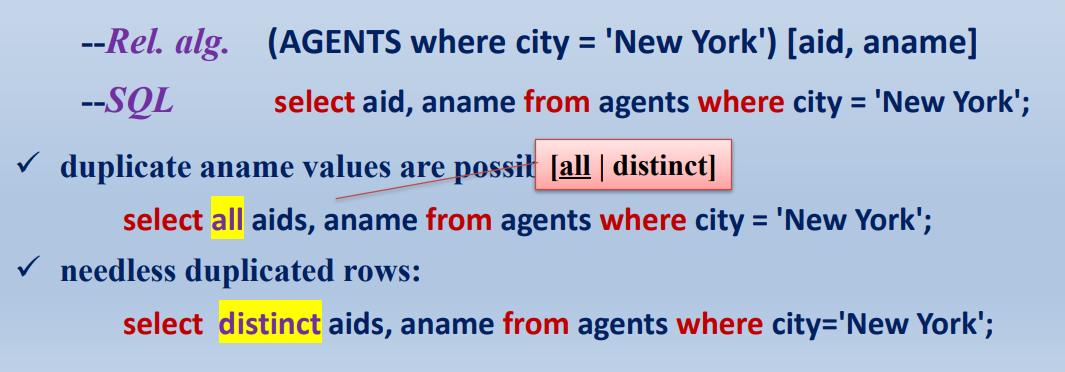 --Rel. alg. (AGENTS where city = 'New York') [aid, aname]
--SQL select aid, aname from agents where city = 'New York';
✓ duplicate aname values are possib [all | distinct]
select all aids, aname from agents where city = 'New York';
✓ needless duplicated rows:
select distinct aids, aname from agents where city='New York';